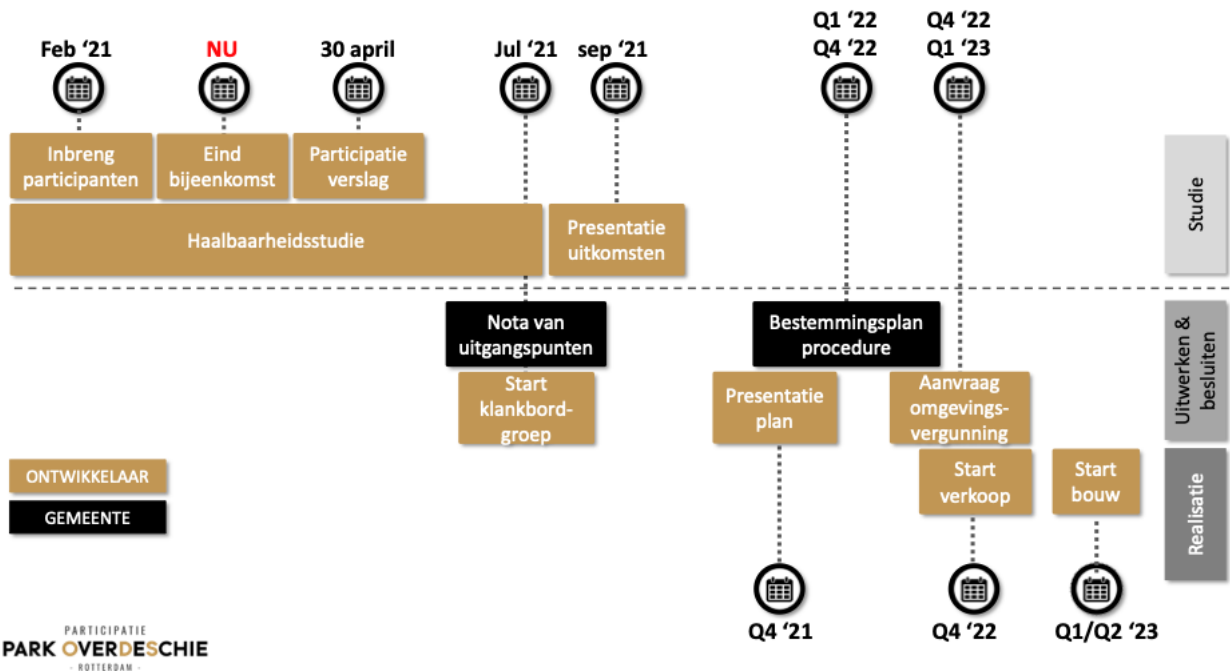 Q1 ‘22
Q4 ‘22
Q4 ‘22
Q1 ‘23
Feb ‘21
NU
30 april
Jul ‘21
sep ‘21
Inbreng
participanten
Eind
bijeenkomst
Participatie
verslag
Haalbaarheidsstudie
Presentatie
uitkomsten
Studie
Nota van
uitgangspunten
Bestemmingsplan
procedure
Start
klankbord-
groep
Presentatie
plan
Aanvraag
omgevings-
vergunning
Uitwerken &
besluiten
ONTWIKKELAAR
GEMEENTE
Start
verkoop
Start
bouw
Realisatie
Q4 ‘21
Q4 ‘22
Q1/Q2 ‘23
PARTICIPATIE
PARK OVERDESCHIE
- ROTTERDAM -